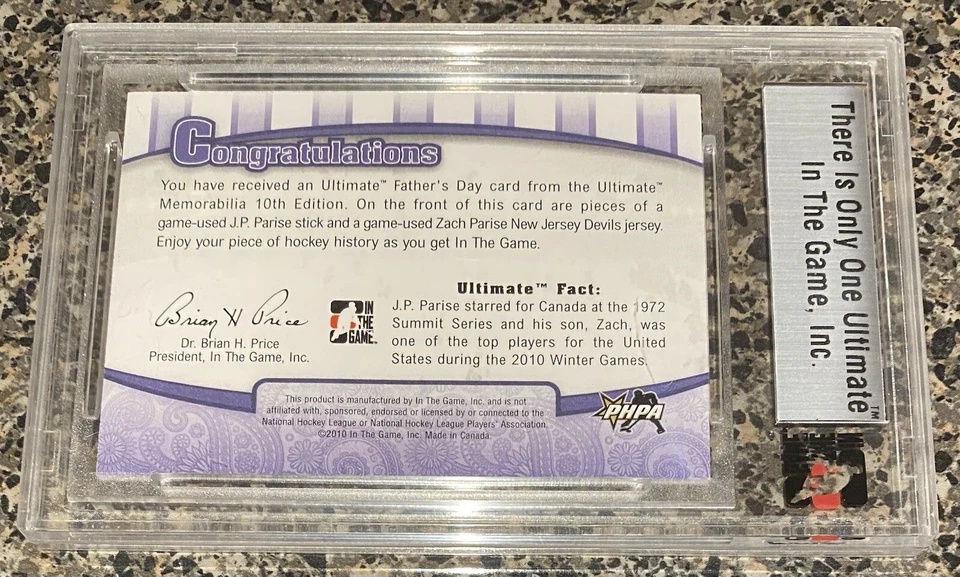 Congratulations
You have received an Ultimate™ Father's Day card from the Ultimate™
Memorabilia 10th Edition. On the front of this card are pieces of a
game-used J.P. Parise stick and a game-used Zach Parise New Jersey Devils jersey.
Enjoy your piece of hockey history as you get In The Game.
Brian H Price
Dr. Brian H. Price
President, In The Game, Inc.
IN
THE
GAME™
Ultimate™ Fact:
J.P. Parise starred for Canada at the 1972
Summit Series and his son, Zach, was
one of the top players for the United
States during the 2010 Winter Games.
This product is manufactured by In The Game, Inc. and is not
affiliated with, sponsored, endorsed or licensed by or connected to the
National Hockey League or National Hockey League Players' Association.
©2010 In The Game, Inc. Made in Canada.
PHPA
There Is Only One Ultimate™
In The Game, Inc.